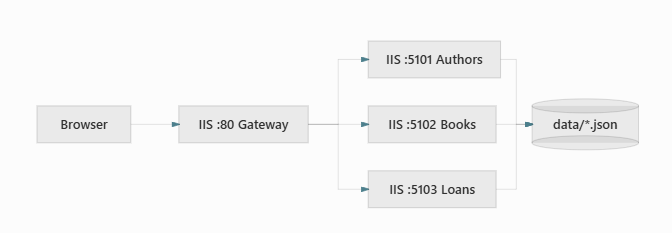 Browser
IIS :80 Gateway
IIS :5101 Authors
IIS :5102 Books
IIS :5103 Loans
data/*.json